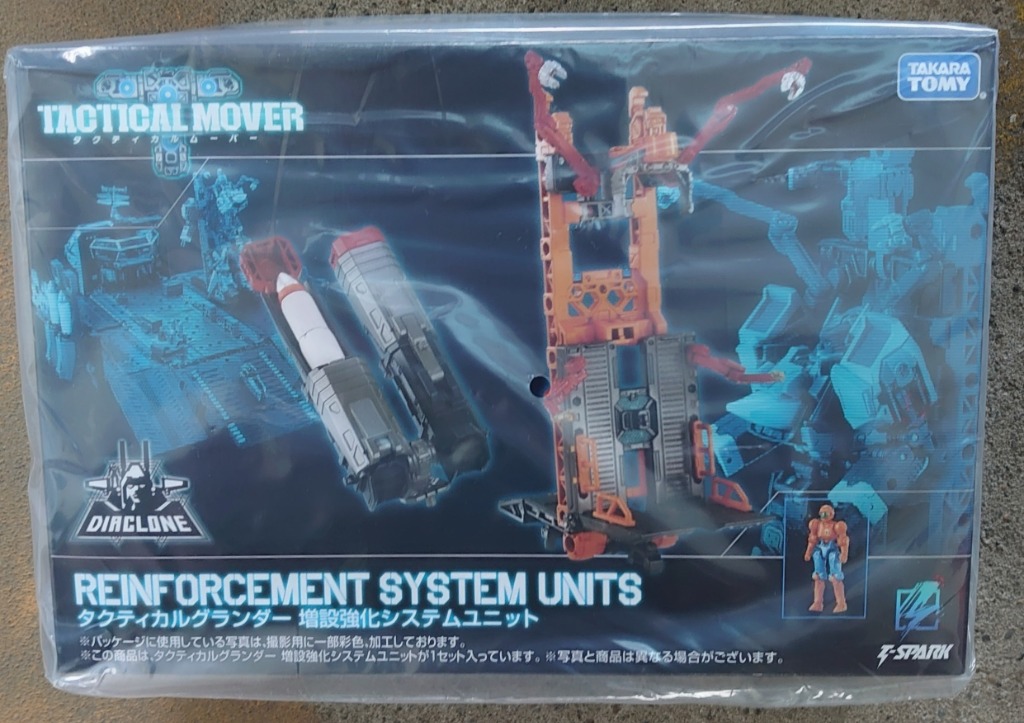 TAKARA
TOMY
TACTICAL MOVER
タクティカルムーバー
DIACLONE
REINFORCEMENT SYSTEM UNITS
タクティカルグランダー 増設強化システムユニット
※パッケージに使用している写真は、撮影用に一部彩色、加工しております。
※この商品は、タクティカルグランダー 増設強化システムユニットが1セット入っています。 ※写真と商品は異なる場合がございます。
T-SPARK